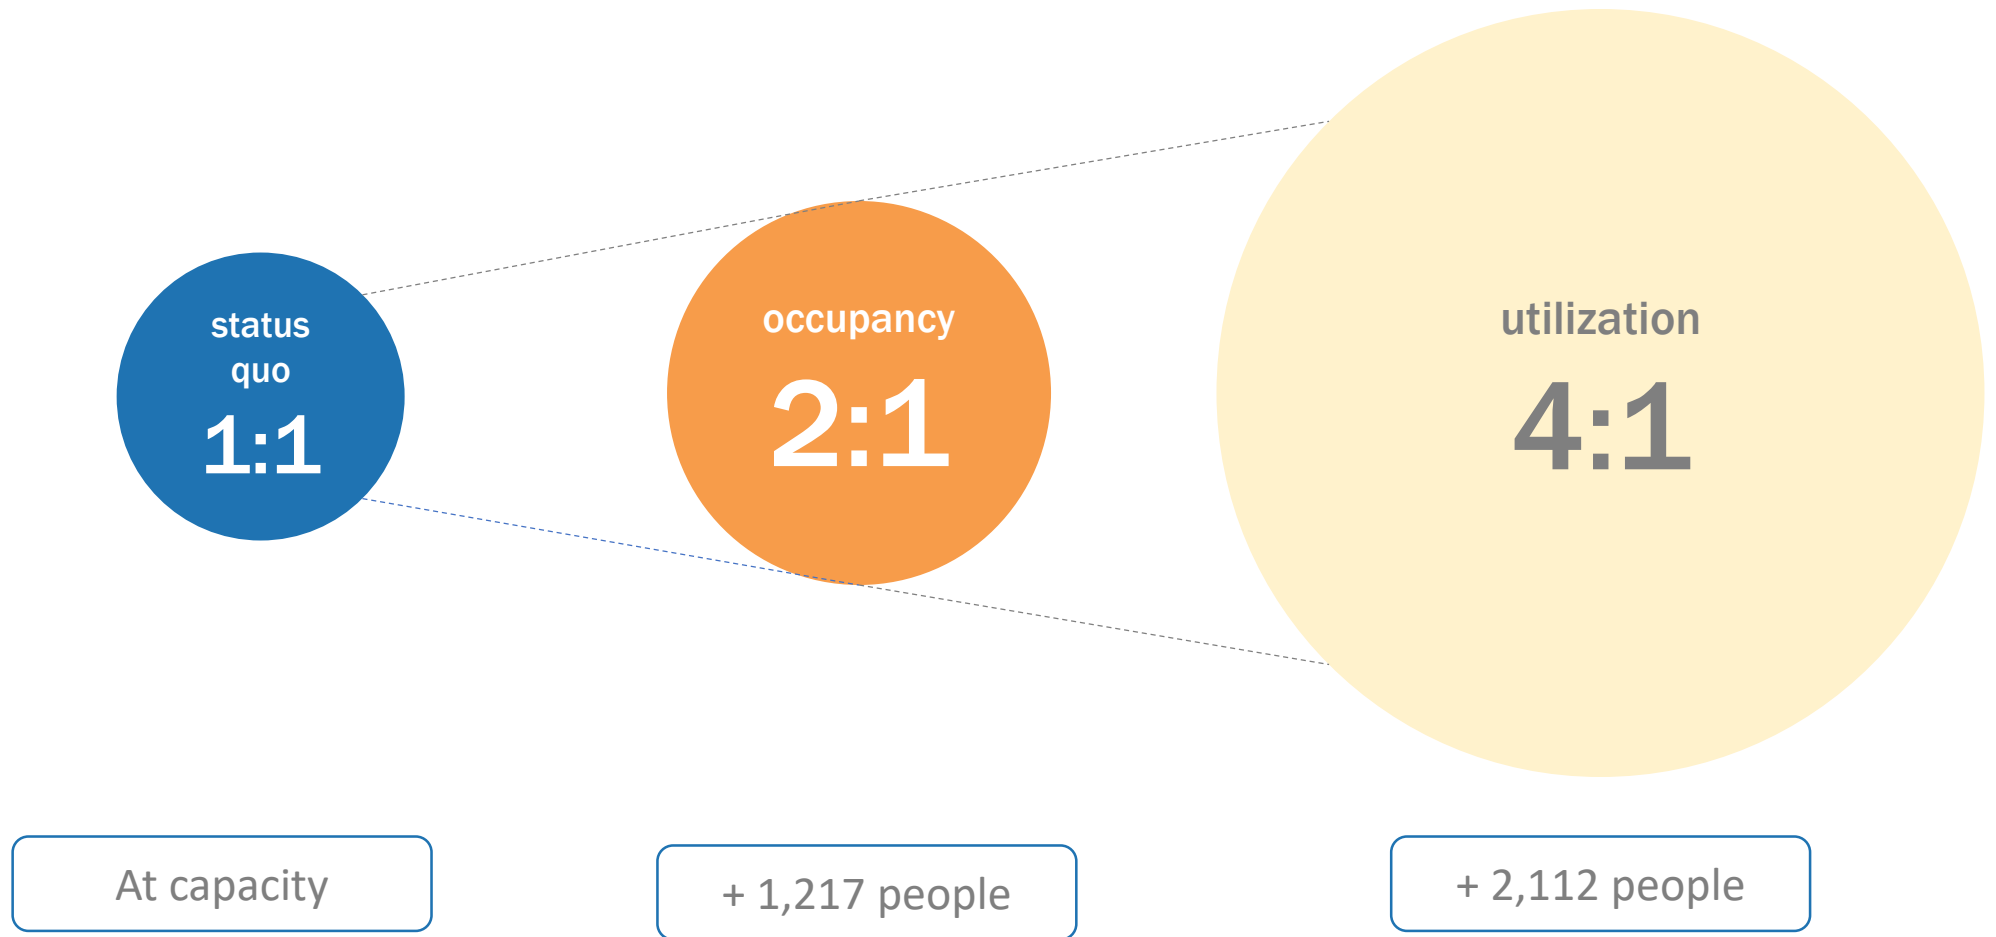 status
quo
1:1
occupancy
2:1
utilization
4:1
At capacity
+ 1,217 people
+ 2,112 people